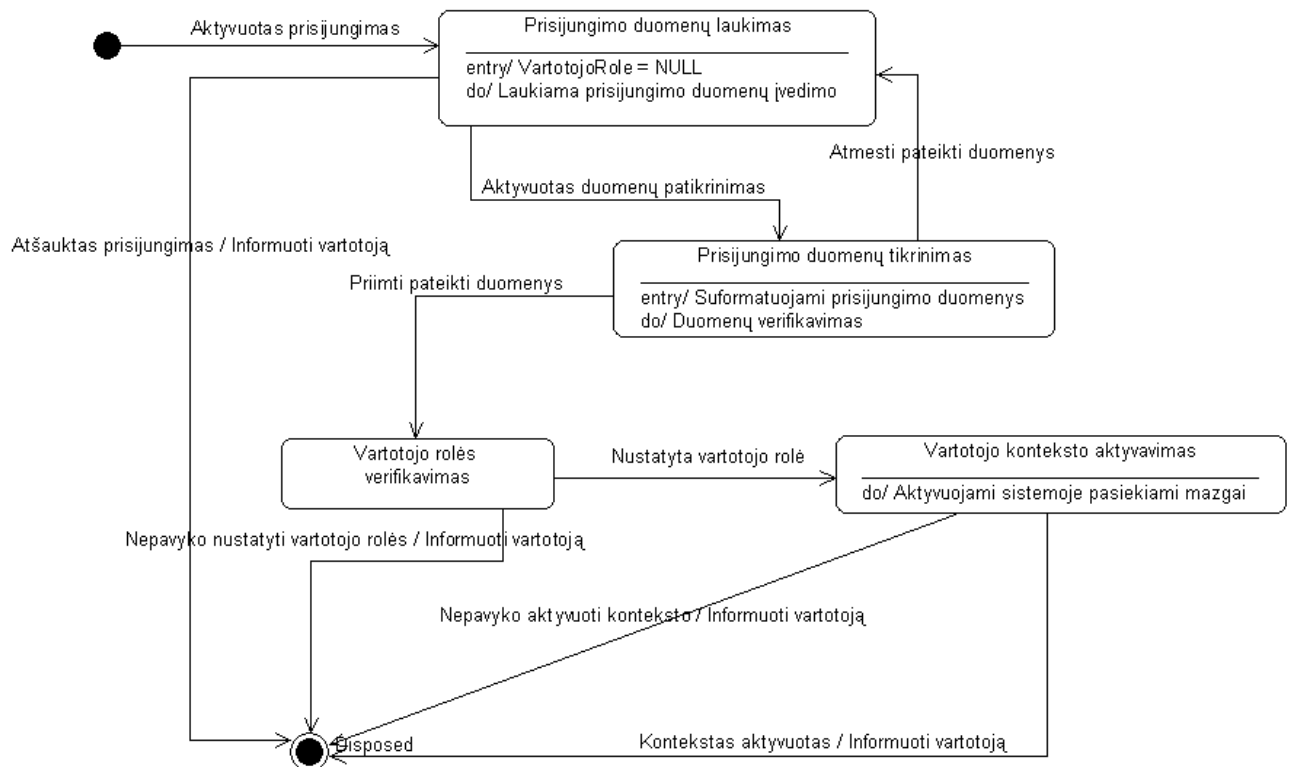 Aktyvuotas prisijungimas
Prisijungimo duomenų laukimas
entry/ VartotojoRole = NULL
do/ Laukiama prisijungimo duomenų įvedimo
Atmesti pateikti duomenys
Aktyvuotas duomenų patikrinimas
Atšauktas prisijungimas / Informuoti vartotoją
Prisijungimo duomenų tikrinimas
entry/ Suformatuojami prisijungimo duomenys
do/ Duomenų verifikavimas
Priimti pateikti duomenys
Vartotojo rolės
verifikavimas
Nustatyta vartotojo rolė
Vartotojo konteksto aktyvavimas
do/ Aktyvuojami sistemoje pasiekiami mazgai
Nepavyko nustatyti vartotojo rolės / Informuoti vartotoją
Nepavyko aktyvuoti konteksto / Informuoti vartotoją
Disposed
Kontekstas aktyvuotas / Informuoti vartotoją